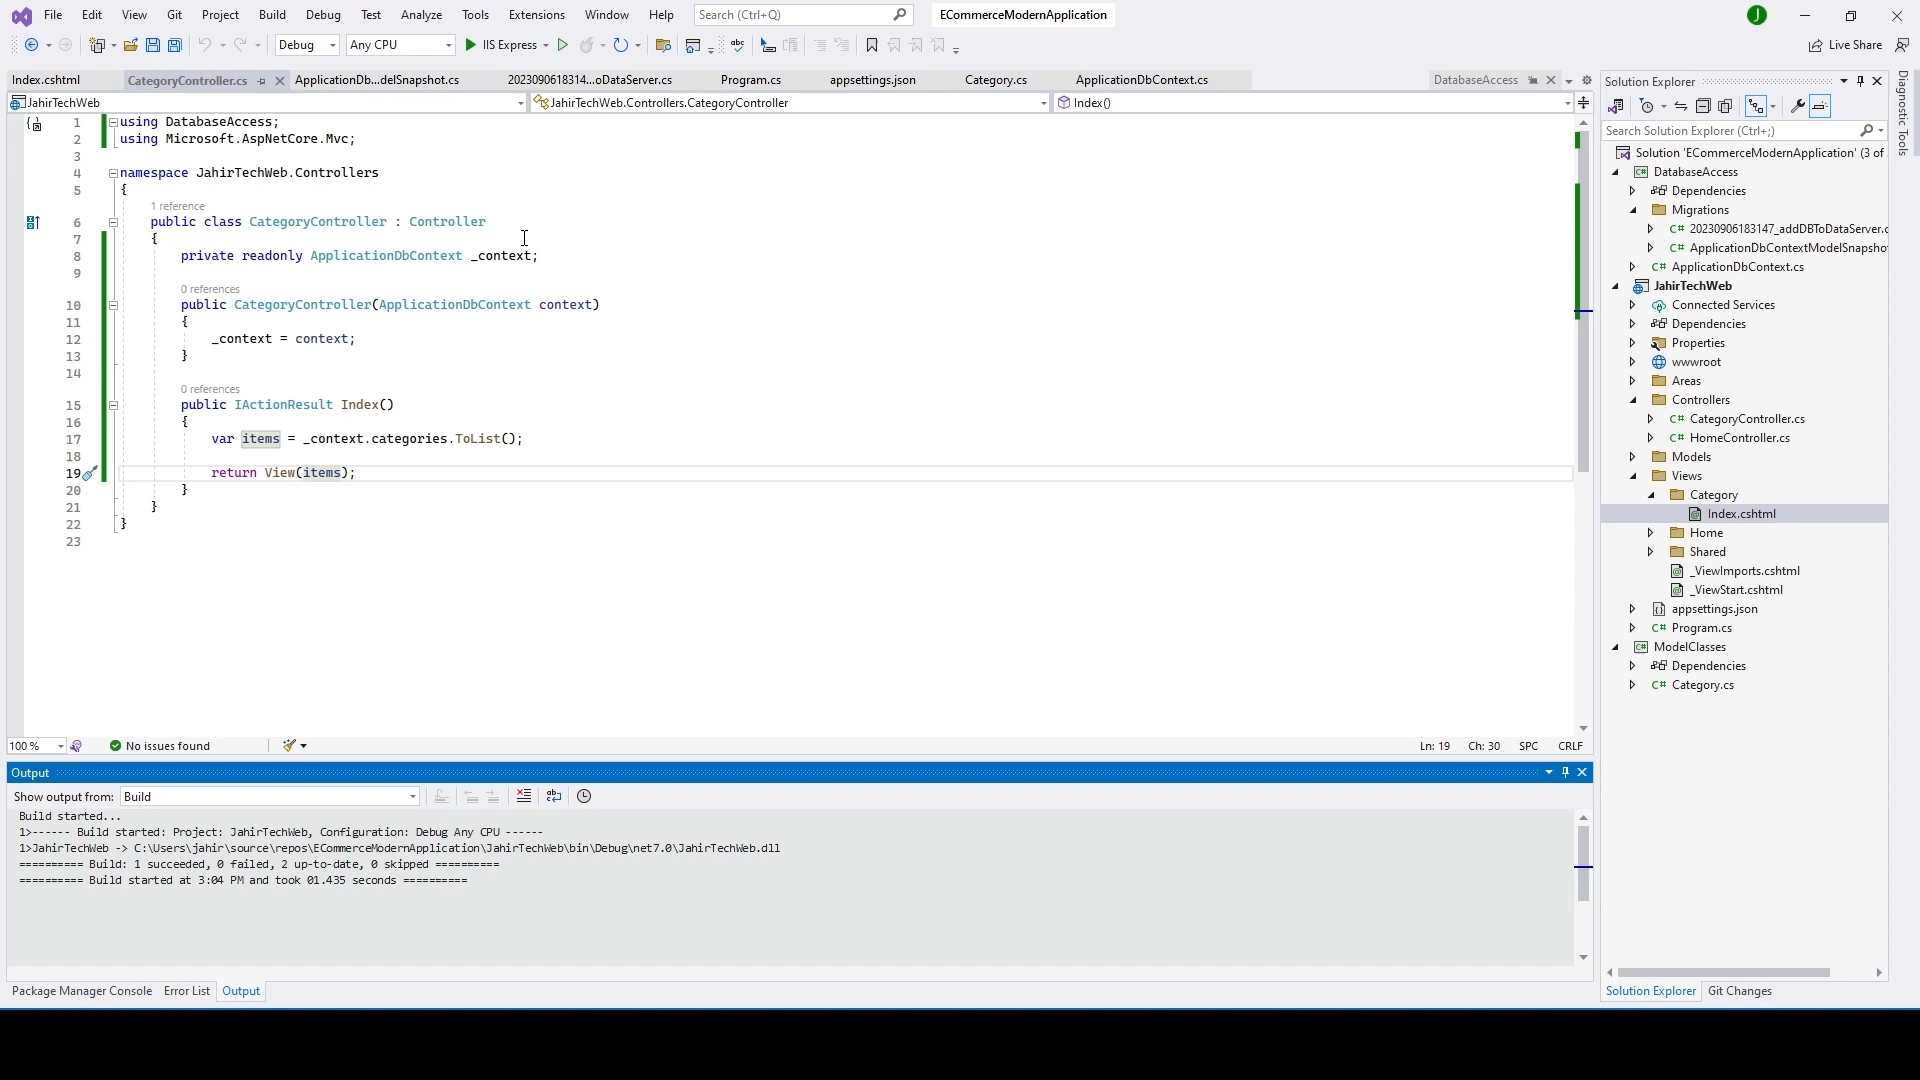 File Edit View Git Project Build Debug Test Analyze Tools Extensions Window Help Search (Ctrl+Q) ECommerceModernApplication J
Debug Any CPU IIS Express Live Share
Index.cshtml CategoryController.cs ApplicationDb...delSnapshot.cs 2023090618314...oDataServer.cs Program.cs appsettings.json Category.cs ApplicationDbContext.cs DatabaseAccess
JahirTechWeb JahirTechWeb.Controllers.CategoryController Index()
1 using DatabaseAccess;
2 using Microsoft.AspNetCore.Mvc;
3
4 namespace JahirTechWeb.Controllers
5 {
1 reference
6 public class CategoryController : Controller
7 {
8 private readonly ApplicationDbContext _context;
9
0 references
10 public CategoryController(ApplicationDbContext context)
11 {
12 _context = context;
13 }
14
0 references
15 public IActionResult Index()
16 {
17 var items = _context.categories.ToList();
18
19 return View(items);
20 }
21 }
22 }
23
100 % No issues found Ln: 19 Ch: 30 SPC CRLF
Output
Show output from: Build
Build started...
1>------ Build started: Project: JahirTechWeb, Configuration: Debug Any CPU ------
1>JahirTechWeb -> C:\Users\jahir\source\repos\ECommerceModernApplication\JahirTechWeb\bin\Debug\net7.0\JahirTechWeb.dll
========== Build: 1 succeeded, 0 failed, 2 up-to-date, 0 skipped ==========
========== Build started at 3:04 PM and took 01.435 seconds ==========
Package Manager Console Error List Output
Solution Explorer
Search Solution Explorer (Ctrl+;)
Solution 'ECommerceModernApplication' (3 of
DatabaseAccess
Dependencies
Migrations
C# 20230906183147_addDBToDataServer.c
C# ApplicationDbContextModelSnapshot
C# ApplicationDbContext.cs
JahirTechWeb
Connected Services
Dependencies
Properties
wwwroot
Areas
Controllers
C# CategoryController.cs
C# HomeController.cs
Models
Views
Category
Index.cshtml
Home
Shared
_ViewImports.cshtml
_ViewStart.cshtml
appsettings.json
C# Program.cs
C# ModelClasses
Dependencies
C# Category.cs
Solution Explorer Git Changes
Diagnostic Tools